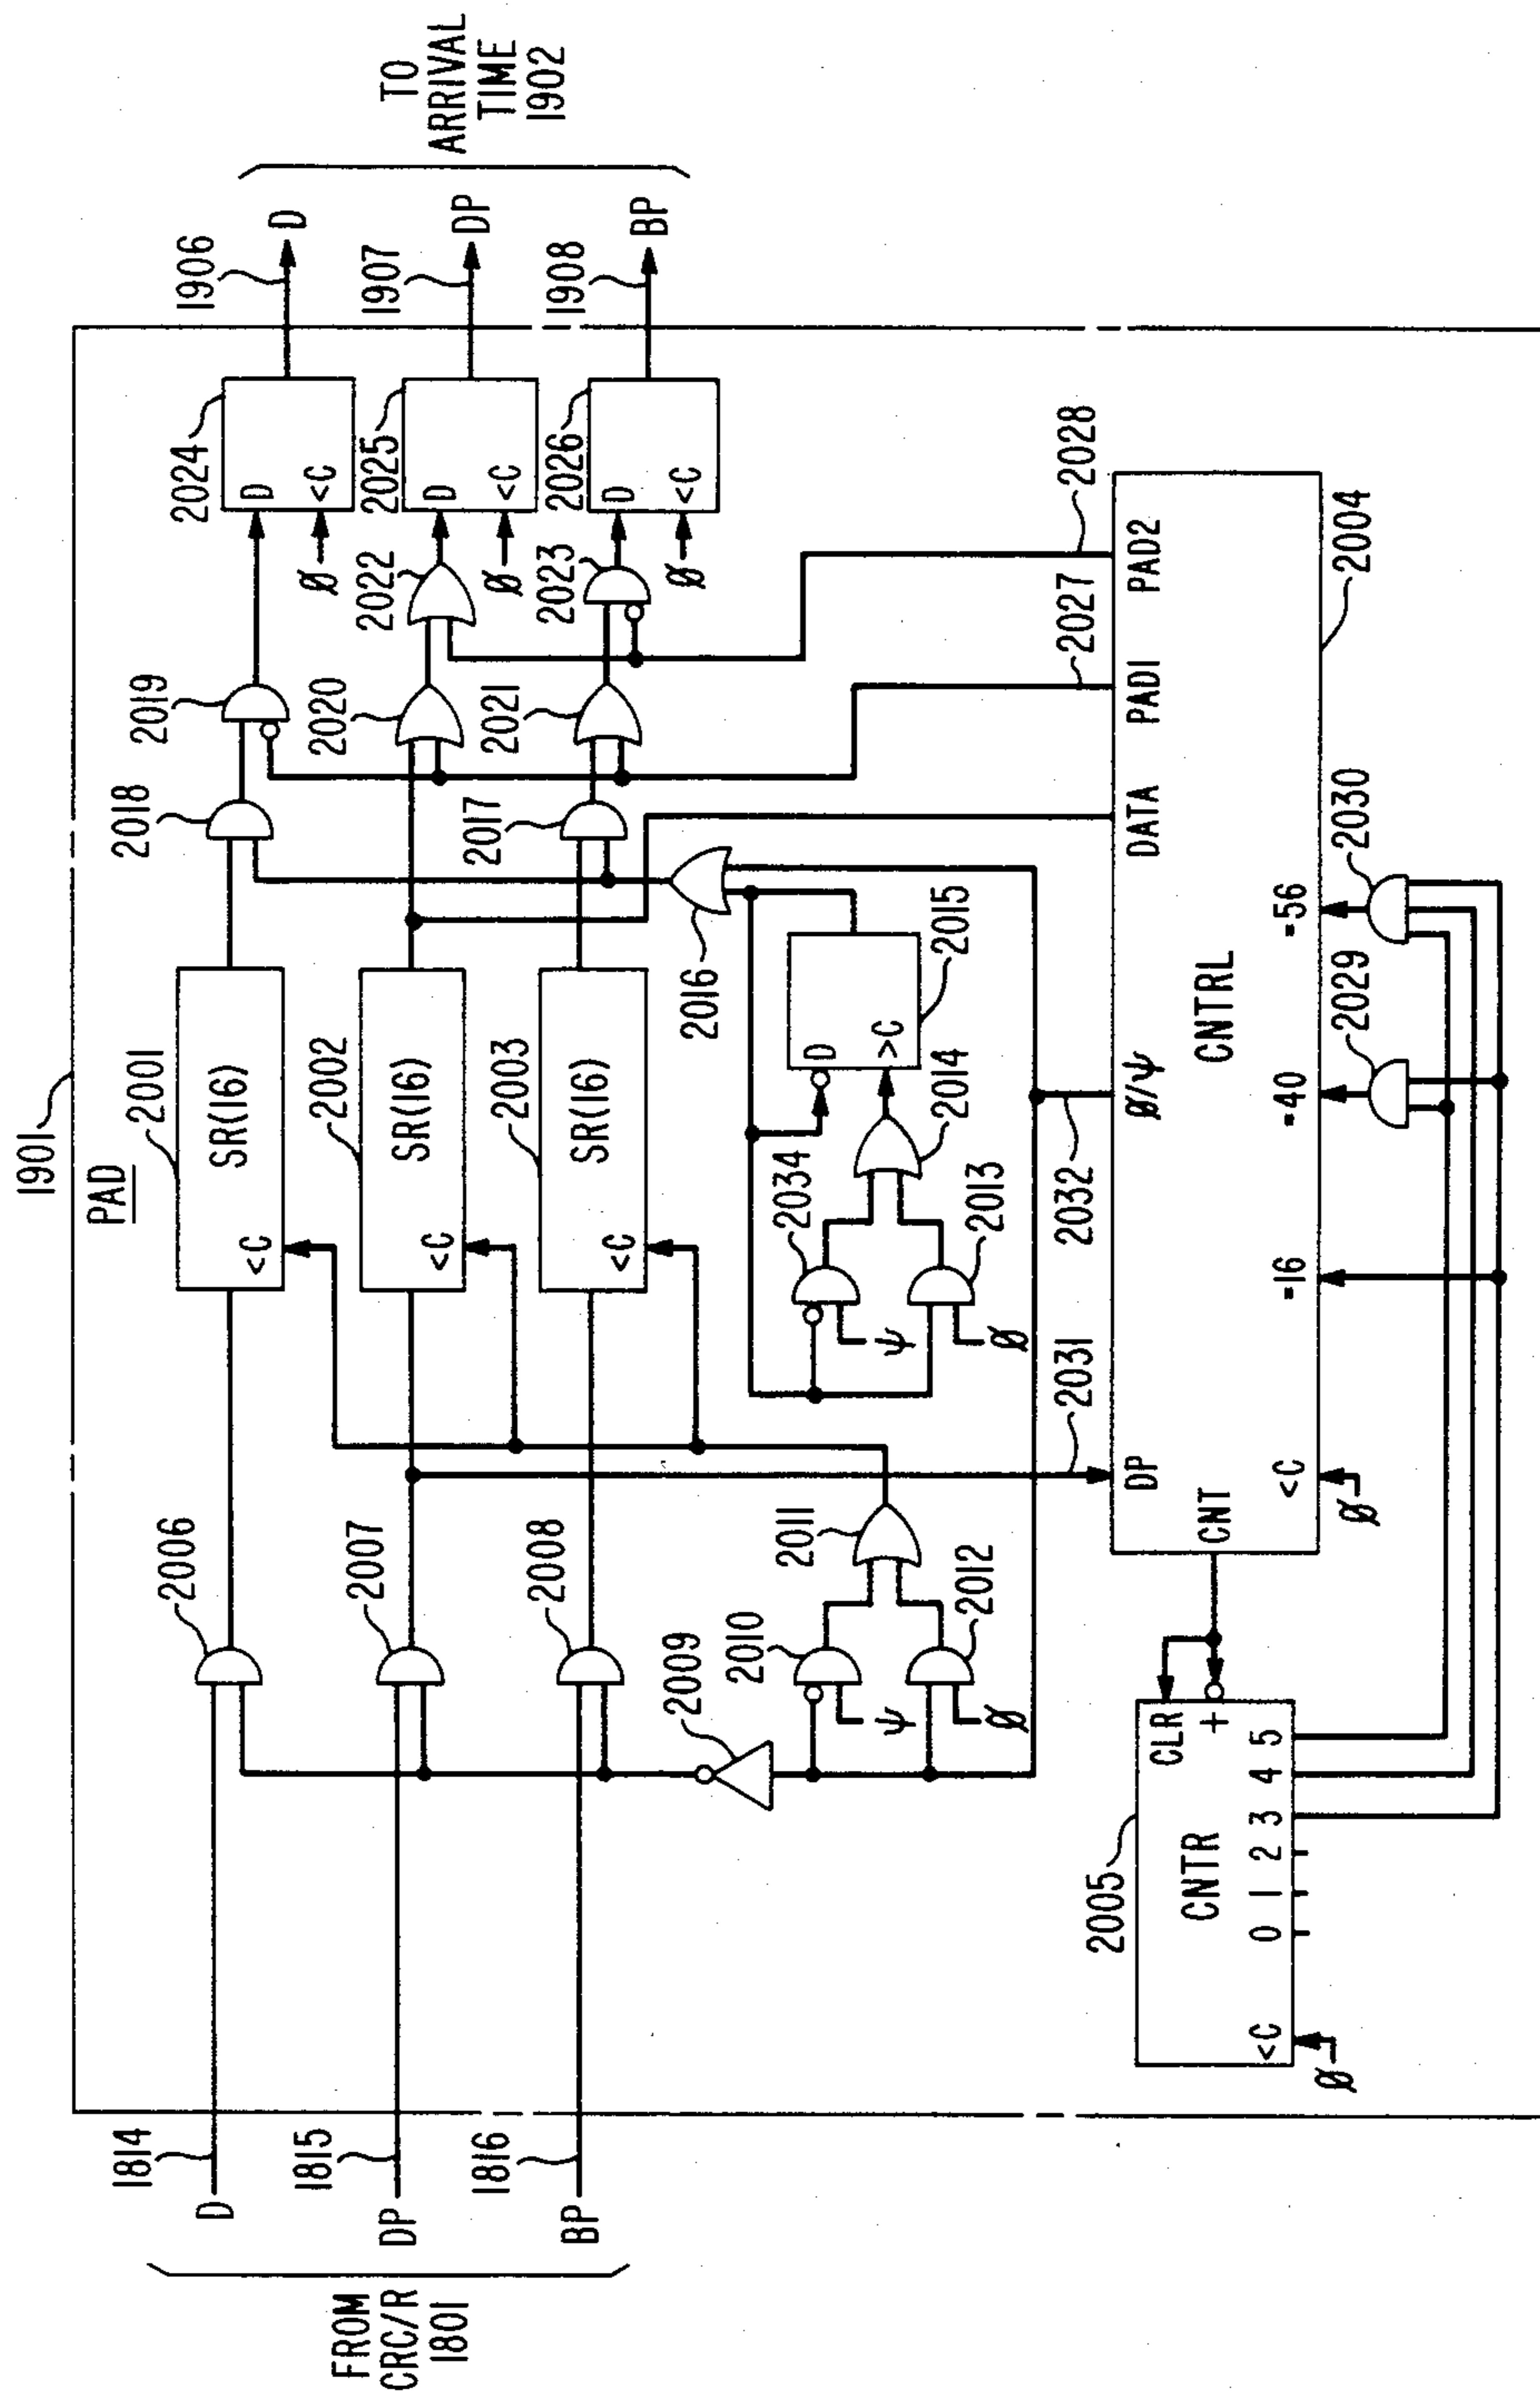 1901
PAD
1814
D
1815
DP
1816
BP
FROM
CRC/R
1801
2006
2007
2008
2009
2010
ψ
2012
Ø
2011
2001
SR(16)
<C
2002
SR(16)
<C
2003
SR(16)
<C
2034
ψ
2013
Ø
2014
D
>C
2015
2016
2017
2018
2019
2020
2021
2022
2023
2024
D
<C
Ø
2025
D
<C
Ø
2026
D
<C
Ø
1906
D
1907
DP
1908
BP
TO
ARRIVAL
TIME
1902
2031
2032
2027
2028
DP
Ø/ψ
DATA
PAD1
PAD2
CNT
CNTRL
2004
<C
Ø
=16
=40
=56
2029
2030
2005
CNTR
CLR
+
<C
Ø
0 1 2 3 4 5